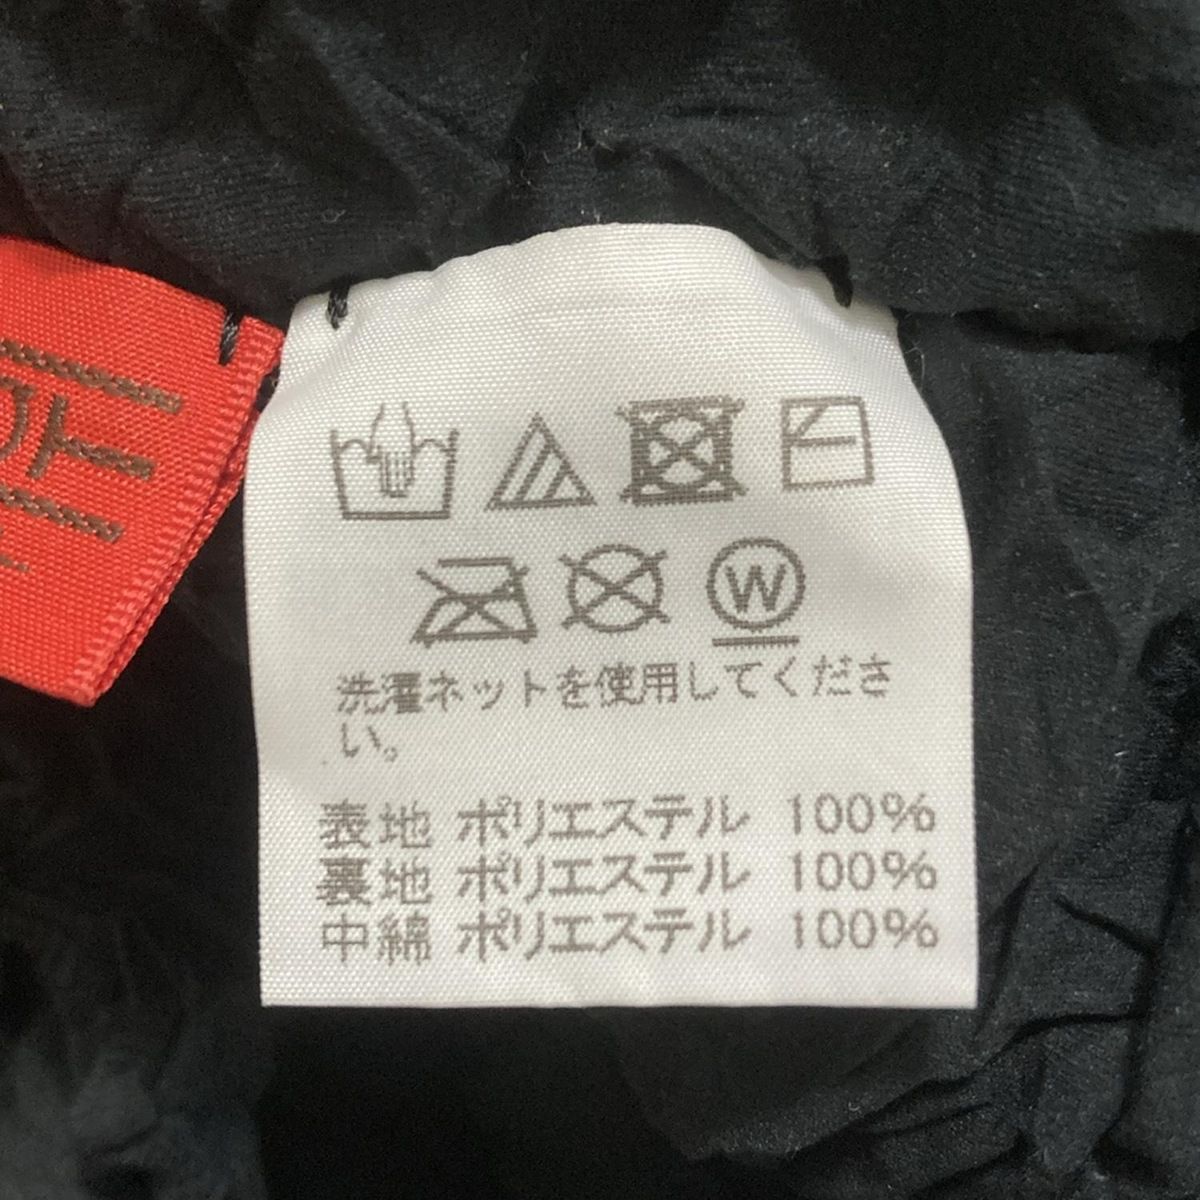 W
洗濯ネットを使用してくださ
い。
表地 ポリエステル 100%
裏地 ポリエステル 100%
中綿 ポリエステル 100%